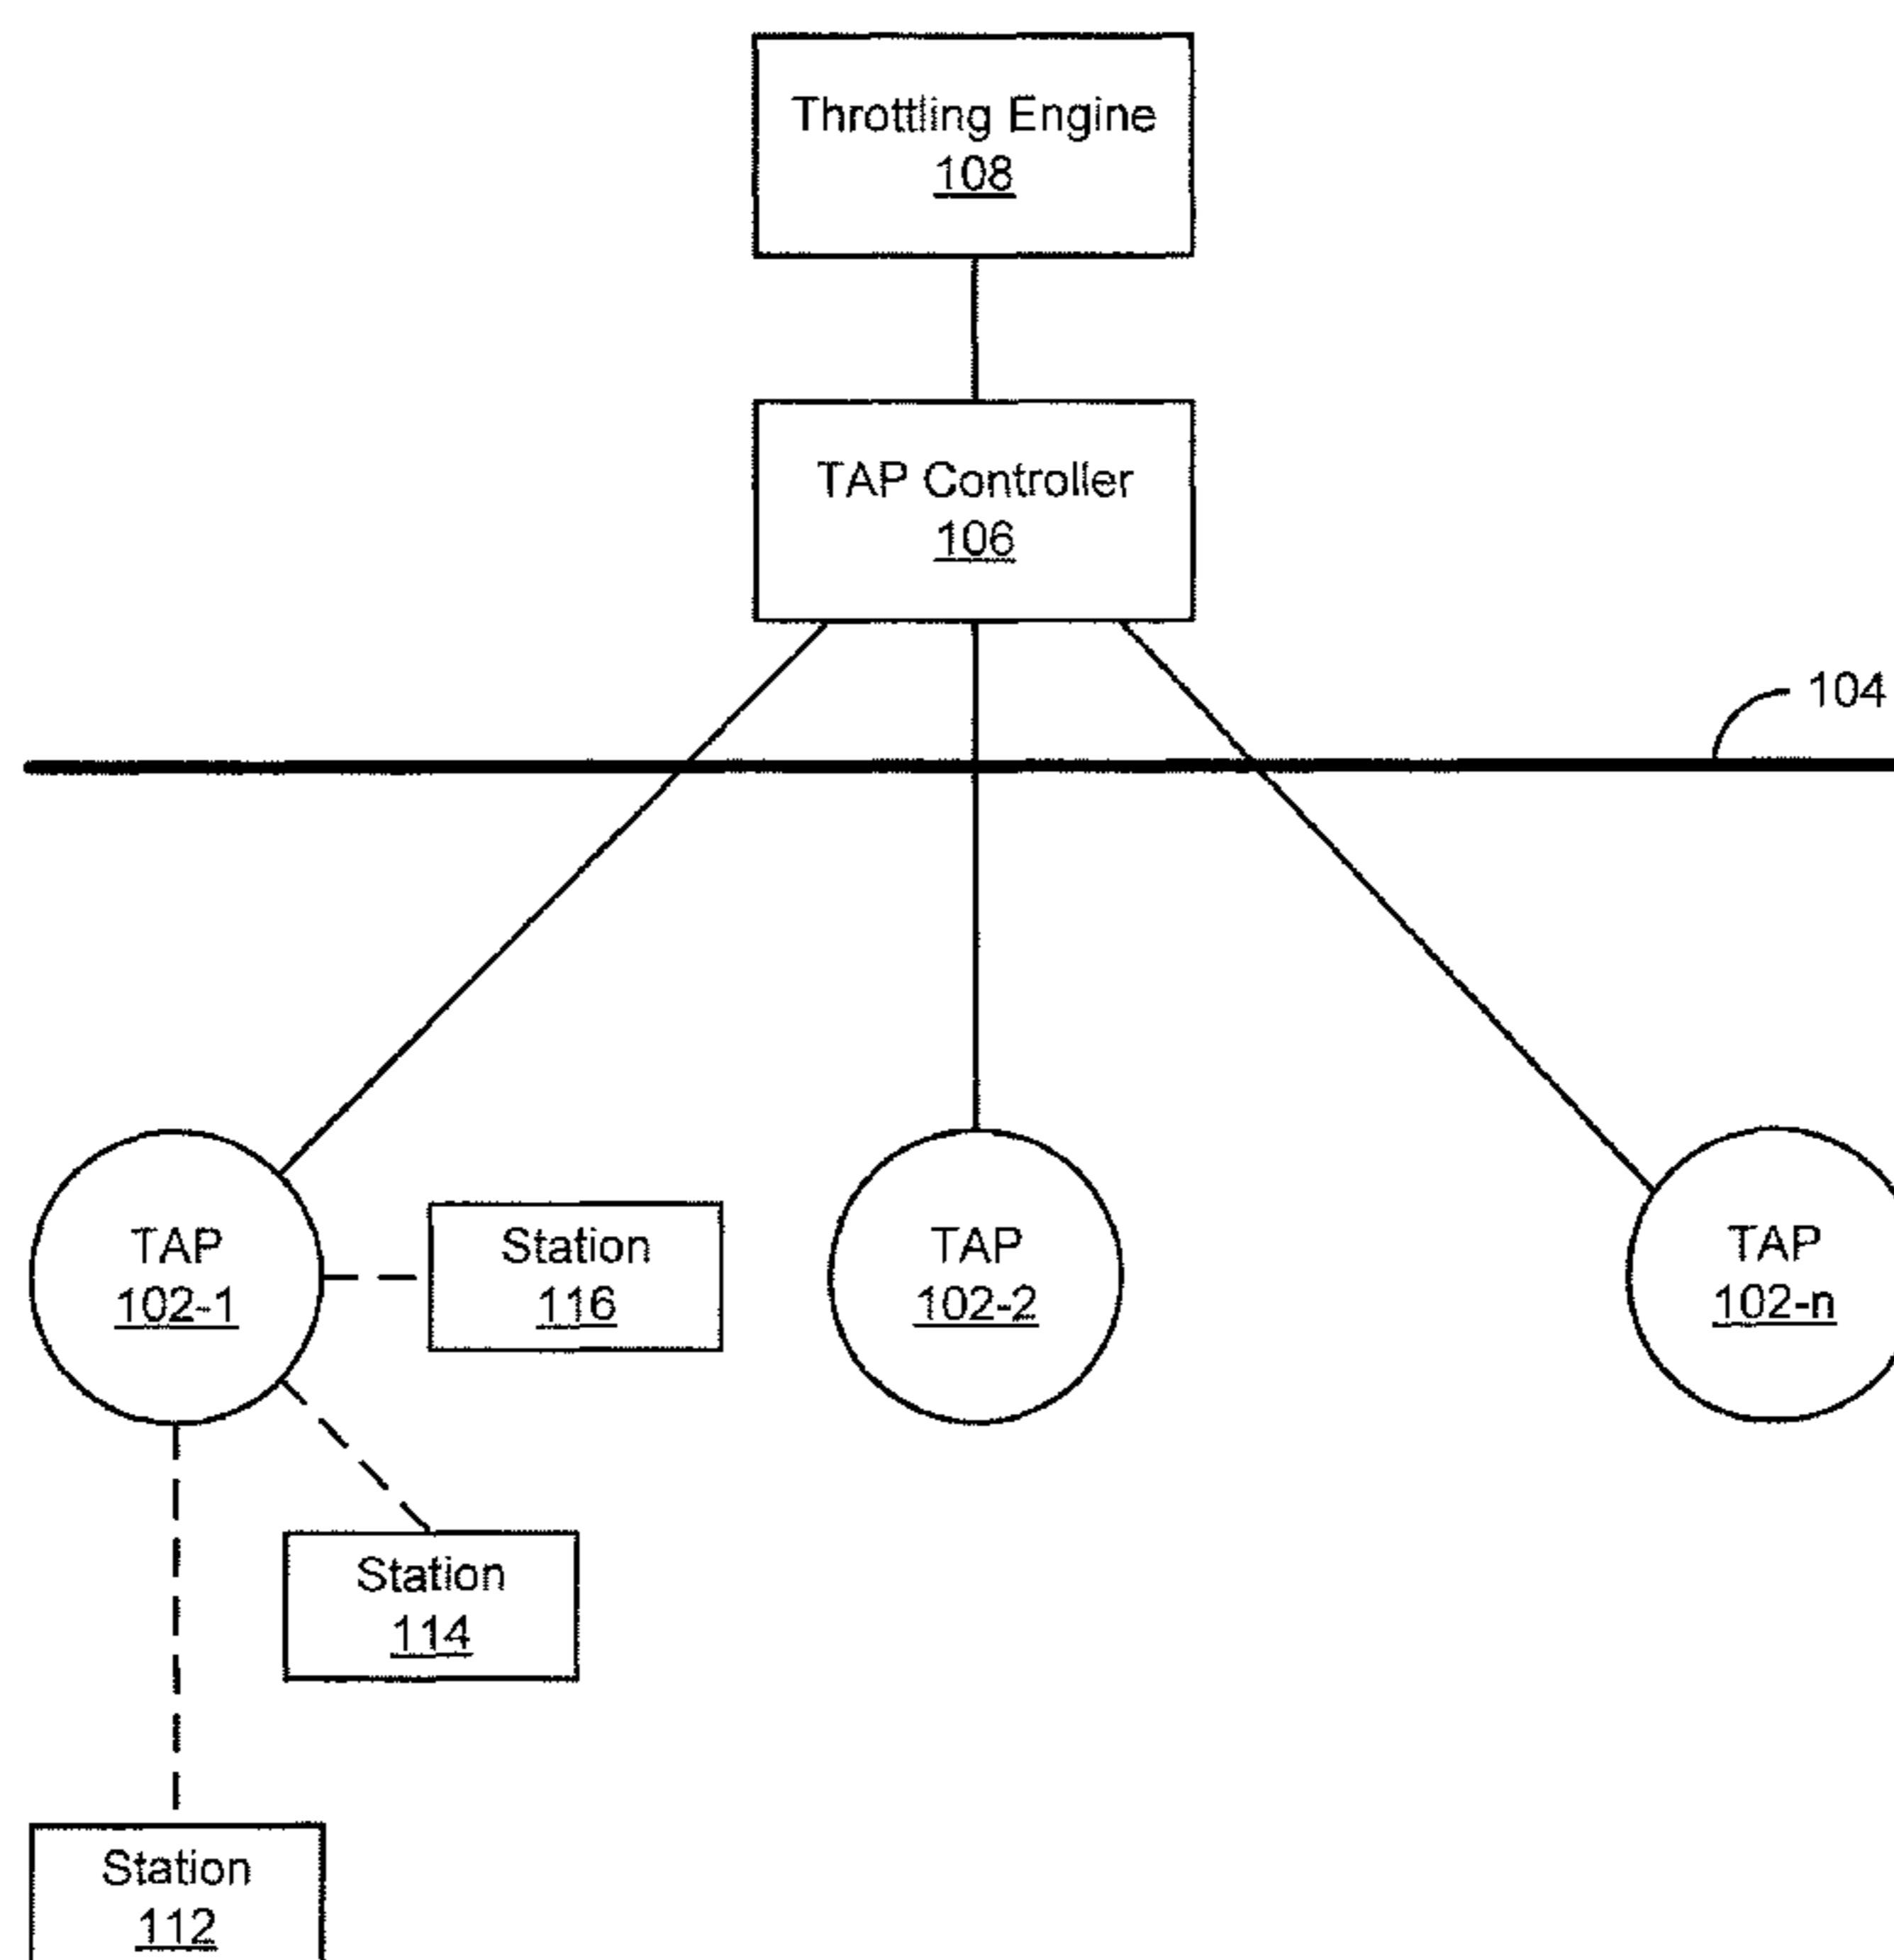 Throttling Engine
108
TAP Controller
106
104
TAP
102-1
Station
116
TAP
102-2
TAP
102-n
Station
114
Station
112